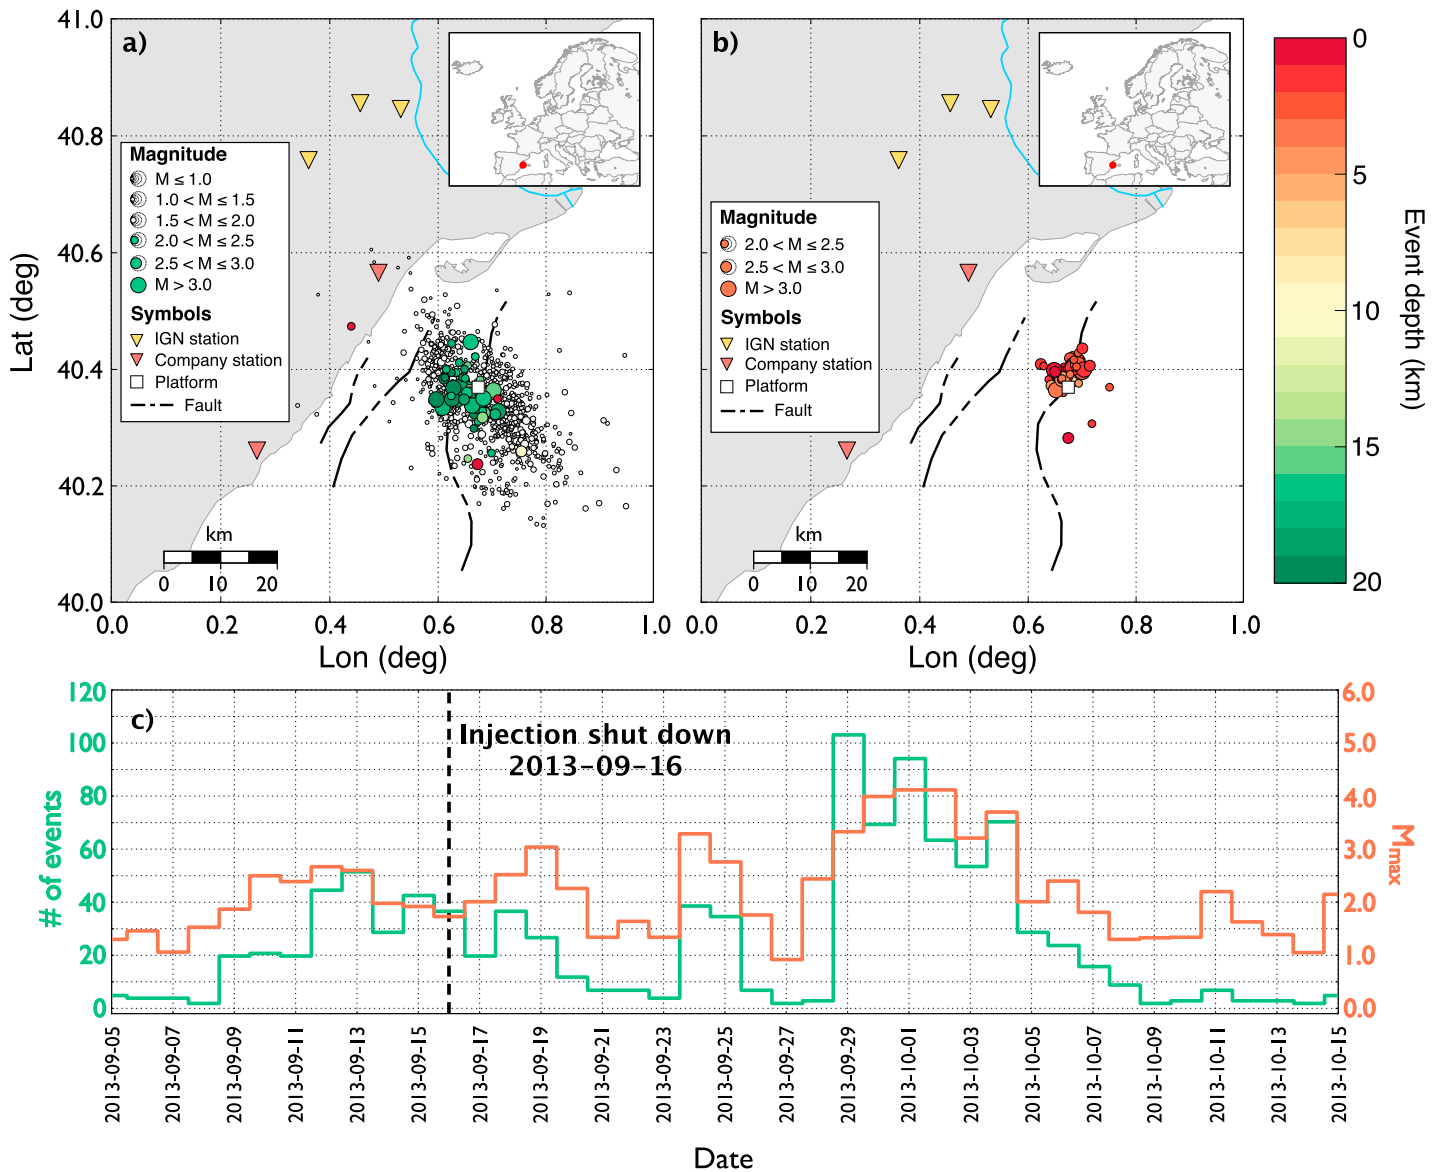 41.0
40.8
40.6
40.4
40.2
40.0
Lat (deg)
a)
Magnitude
M ≤ 1.0
1.0 < M ≤ 1.5
1.5 < M ≤ 2.0
2.0 < M ≤ 2.5
2.5 < M ≤ 3.0
M > 3.0
Symbols
IGN station
Company station
Platform
Fault
km
0 10 20
0.0 0.2 0.4 0.6 0.8 1.0
Lon (deg)
b)
Magnitude
2.0 < M ≤ 2.5
2.5 < M ≤ 3.0
M > 3.0
Symbols
IGN station
Company station
Platform
Fault
km
0 10 20
0.0 0.2 0.4 0.6 0.8 1.0
Lon (deg)
0
5
10
15
20
Event depth (km)
c)
Injection shut down
2013-09-16
120
100
80
60
40
20
0
# of events
6.0
5.0
4.0
3.0
2.0
1.0
0.0
Mmax
2013-09-05
2013-09-07
2013-09-09
2013-09-11
2013-09-13
2013-09-15
2013-09-17
2013-09-19
2013-09-21
2013-09-23
2013-09-25
2013-09-27
2013-09-29
2013-10-01
2013-10-03
2013-10-05
2013-10-07
2013-10-09
2013-10-11
2013-10-13
2013-10-15
Date